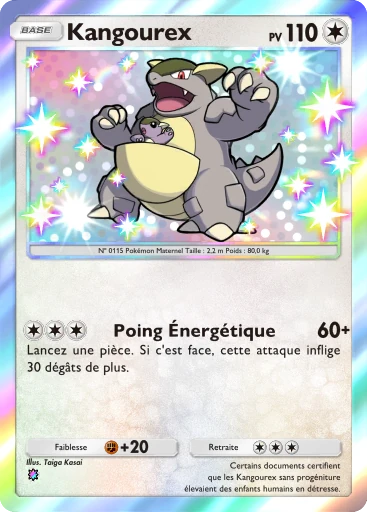 BASE Kangourex PV 110
N° 0115 Pokémon Maternel Taille : 2,2 m Poids : 80,0 kg
Poing Énergétique 60+
Lancez une pièce. Si c'est face, cette attaque inflige
30 dégâts de plus.
Faiblesse +20 Retraite
Illus. Taiga Kasai
Certains documents certifient
que les Kangourex sans progéniture
élevaient des enfants humains en détresse.